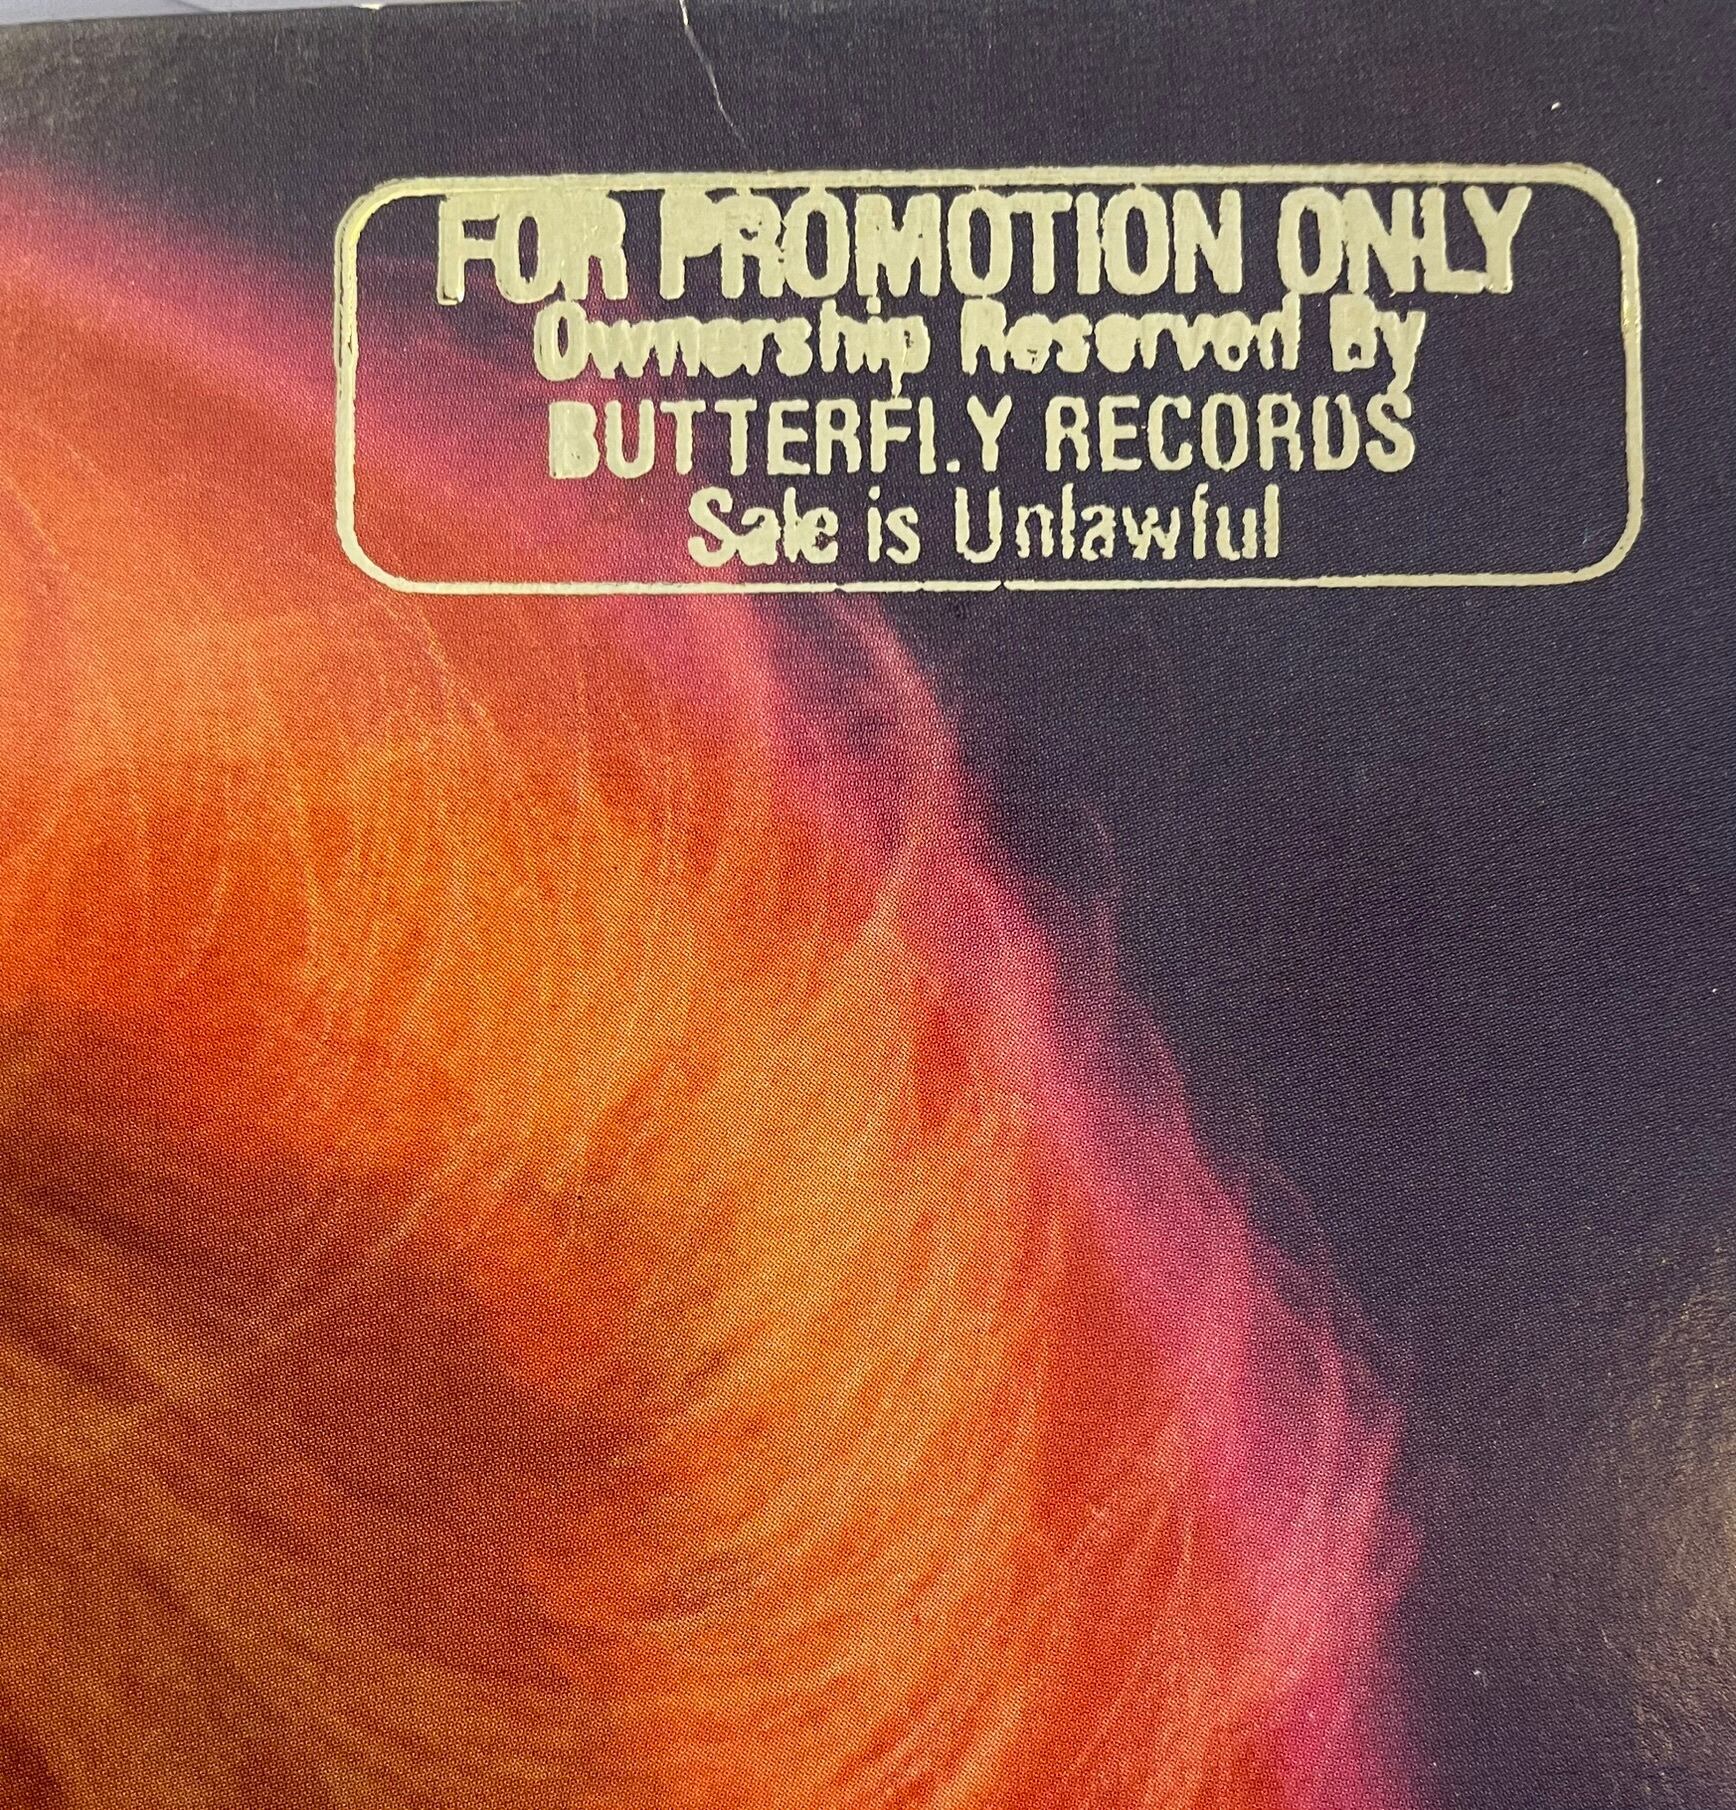 FOR PROMOTION ONLY
Ownership Reserved By
BUTTERFLY RECORDS
Sale is Unlawful